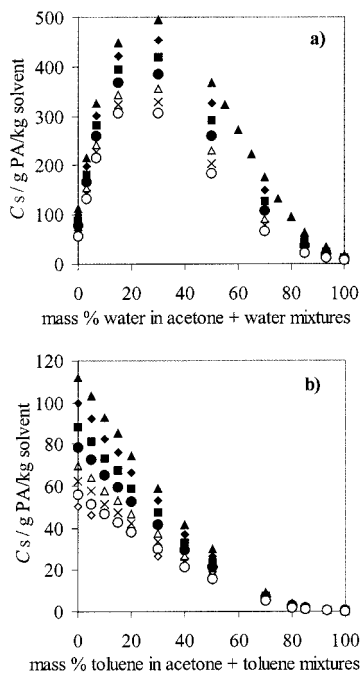 a)
500
400
300
200
100
0
Cs / g PA/kg solvent
0 20 40 60 80 100
mass % water in acetone + water mixtures
b)
120
100
80
60
40
20
0
Cs / g PA/kg solvent
0 20 40 60 80 100
mass % toluene in acetone + toluene mixtures